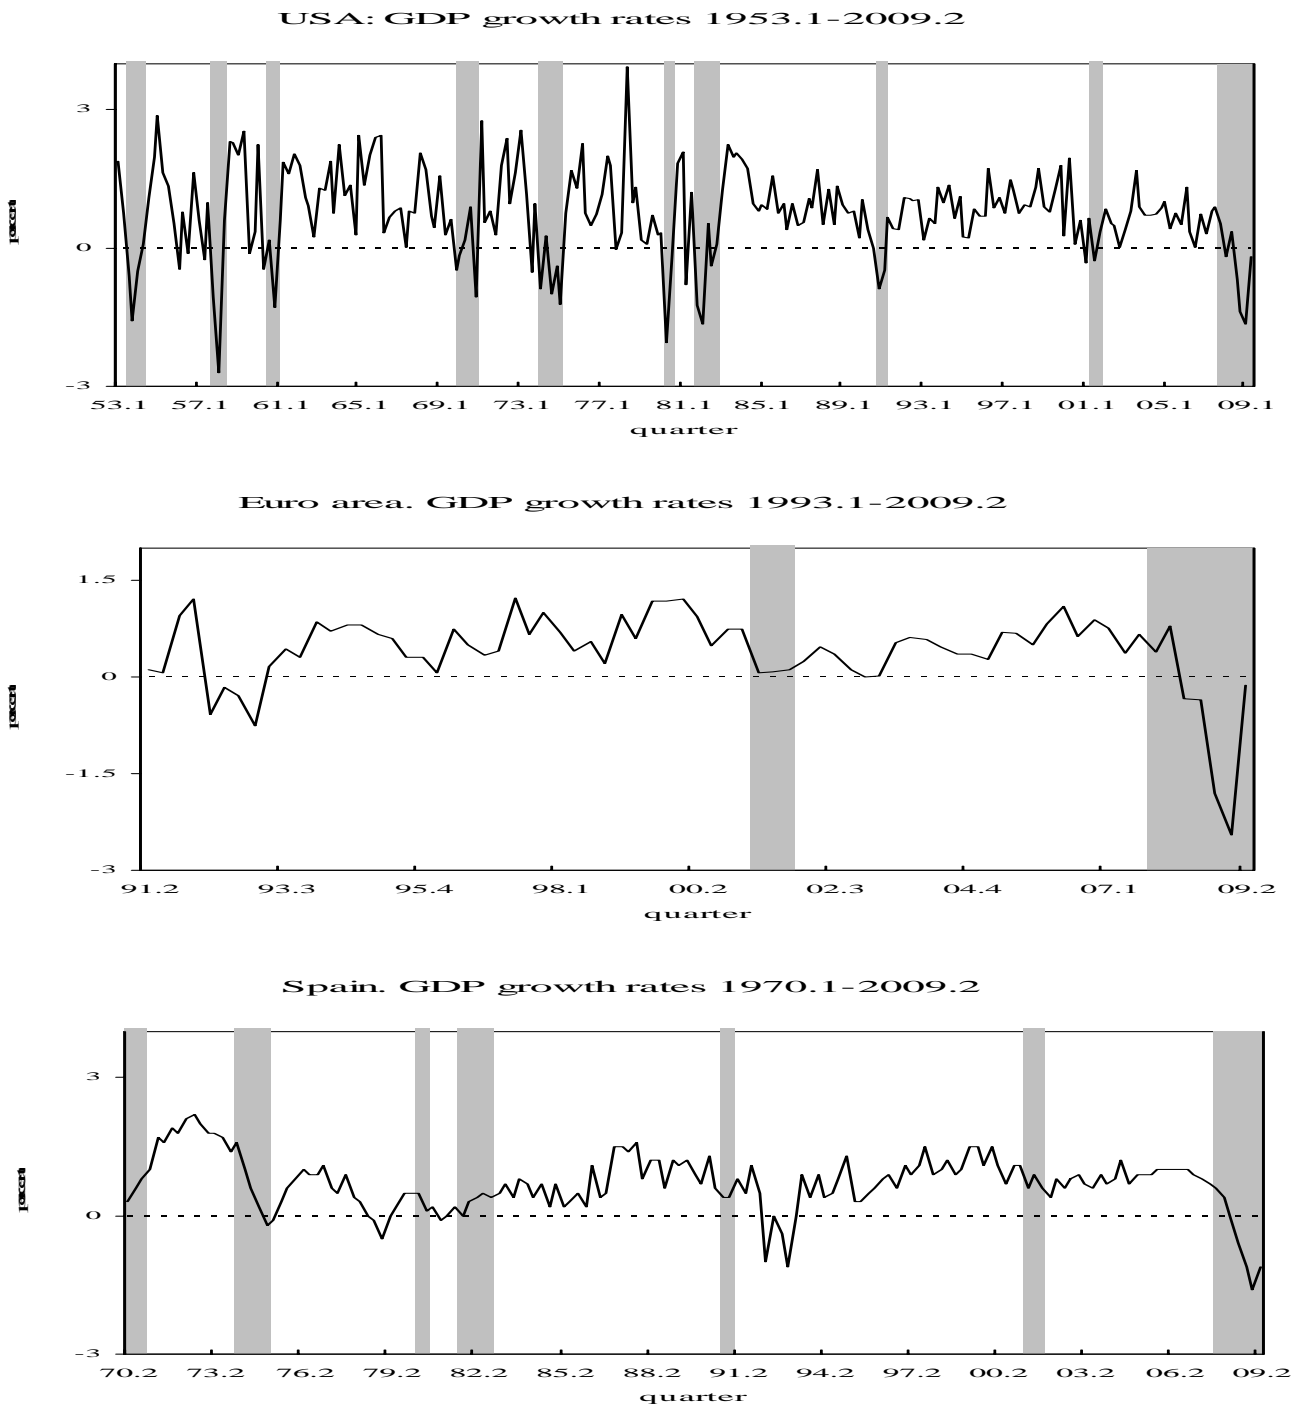 USA: GDP growth rates 1953.1-2009.2
3
0
-3
53.1 57.1 61.1 65.1 69.1 73.1 77.1 81.1 85.1 89.1 93.1 97.1 01.1 05.1 09.1
quarter
Euro area. GDP growth rates 1993.1-2009.2
1.5
0
-1.5
-3
91.2 93.3 95.4 98.1 00.2 02.3 04.4 07.1 09.2
quarter
Spain. GDP growth rates 1970.1-2009.2
3
0
-3
70.2 73.2 76.2 79.2 82.2 85.2 88.2 91.2 94.2 97.2 00.2 03.2 06.2 09.2
quarter